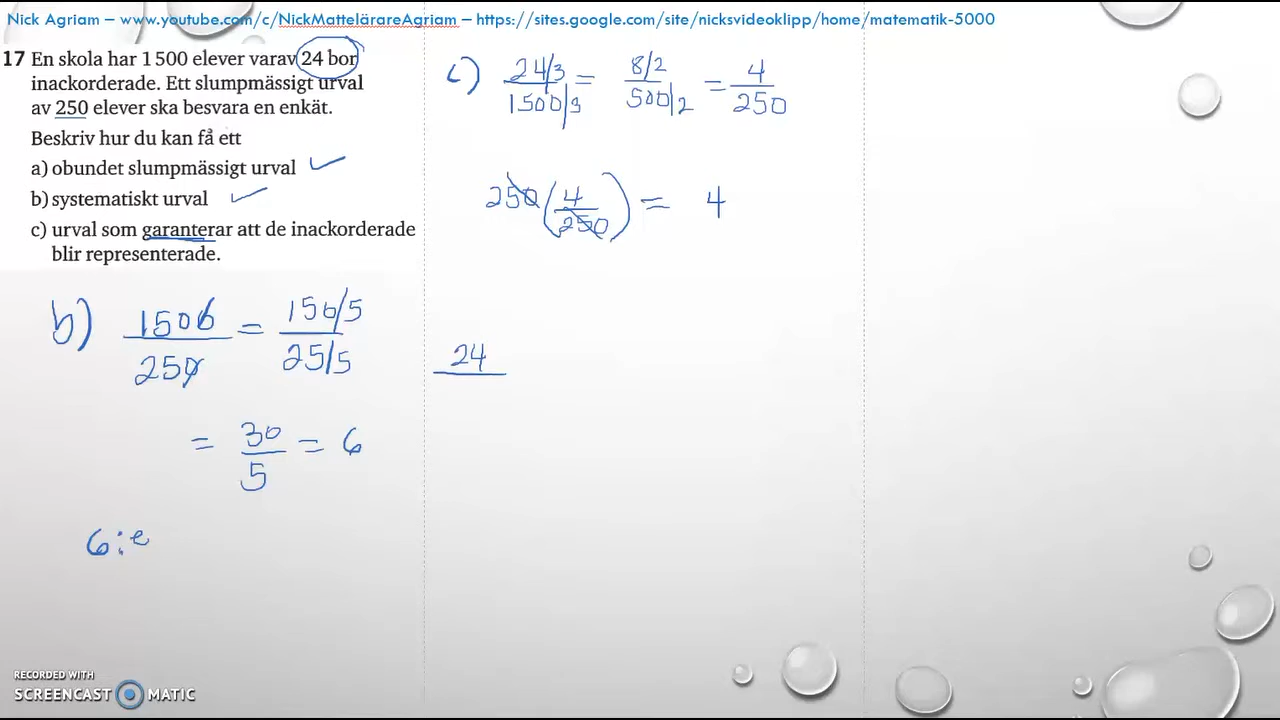 Nick Agriam – www.youtube.com/c/NickMattelärareAgriam – https://sites.google.com/site/nicksvideoklipp/home/matematik-5000
17 En skola har 1 500 elever varav 24 bor
inackorderade. Ett slumpmässigt urval
av 250 elever ska besvara en enkät.
Beskriv hur du kan få ett
a) obundet slumpmässigt urval
b) systematiskt urval
c) urval som garanterar att de inackorderade
blir representerade.
b) 1500/250 = 150/5 / 25/5
= 30/5 = 6
6:e
c) 24/3 / 1500/3 = 8/2 / 500/2 = 4/250
250 (4/250) = 4
24
RECORDED WITH
SCREENCAST MATIC